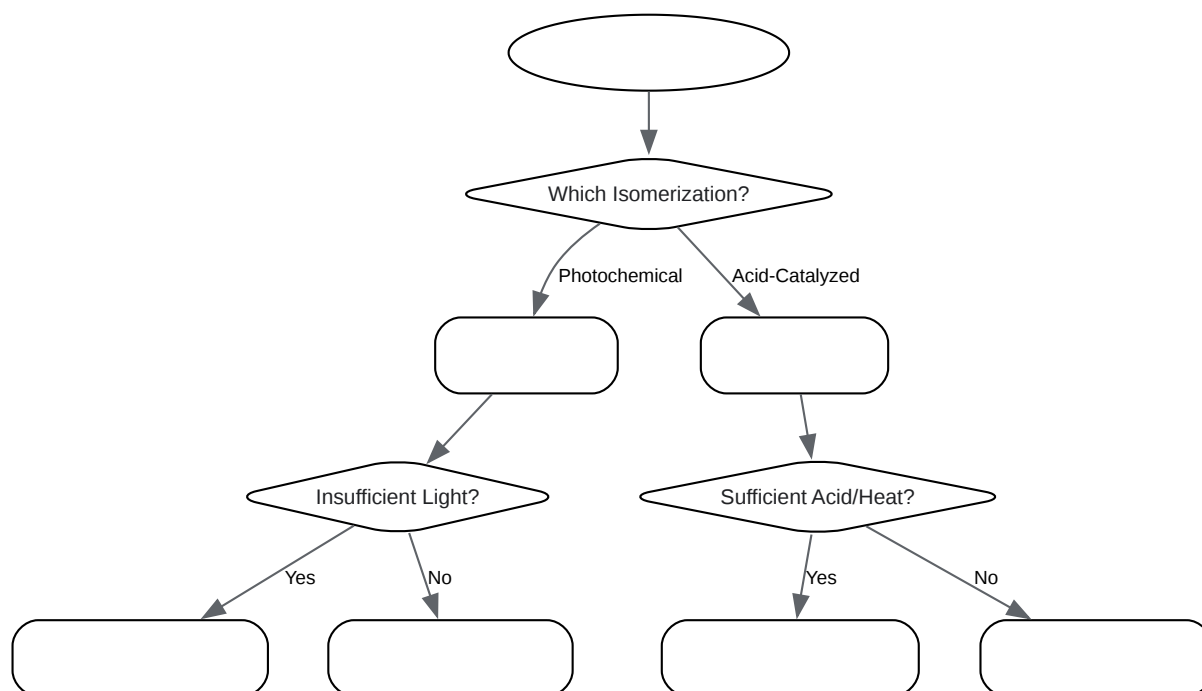 Which Isomerization?
Photochemical
Acid-Catalyzed
Insufficient Light?
Sufficient Acid/Heat?
Yes
No
Yes
No